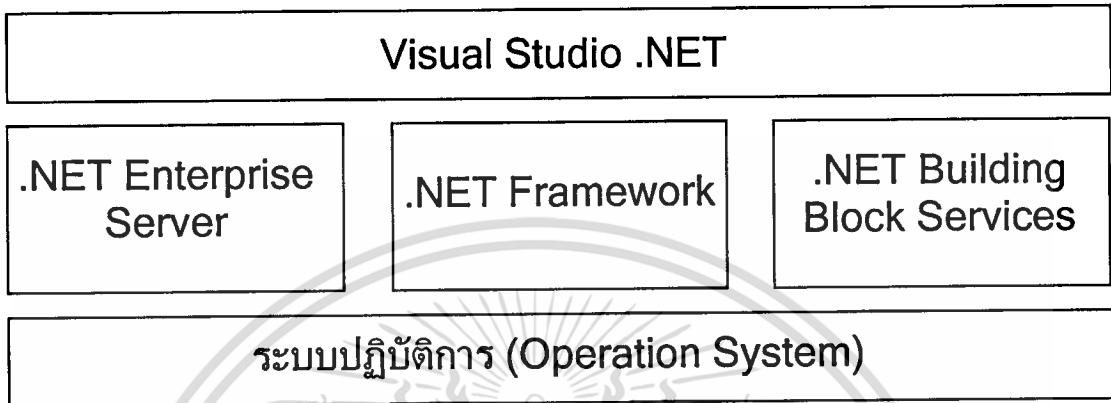 Visual Studio .NET
.NET Enterprise
Server
.NET Framework
.NET Building
Block Services
ระบบปฏิบัติการ (Operation System)